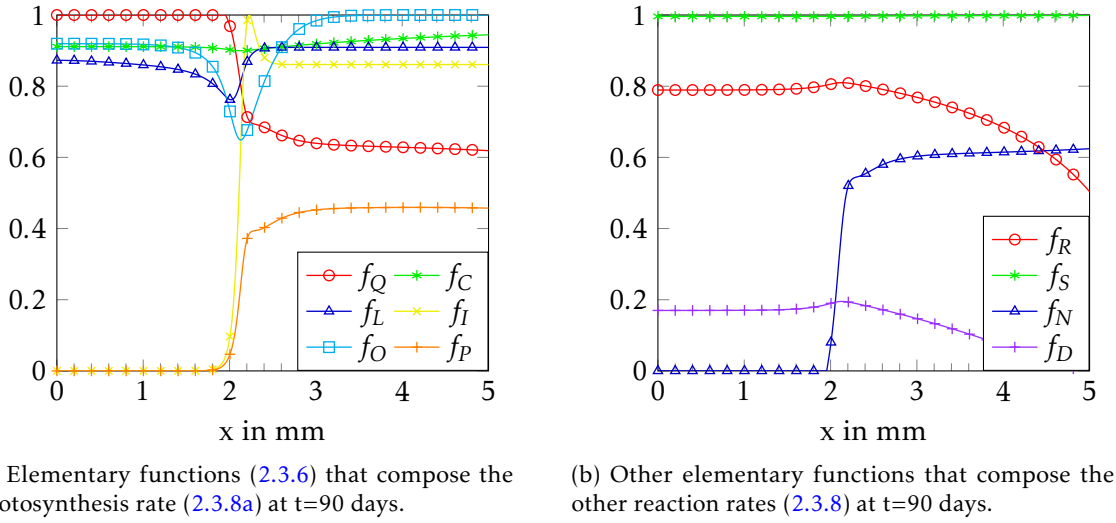 1
0.8
0.6
0.4
0.2
0
0 1 2 3 4 5
x in mm
f_Q f_C
f_L f_I
f_O f_P
Elementary functions (2.3.6) that compose the
otosynthesis rate (2.3.8a) at t=90 days.
1
0.8
0.6
0.4
0.2
0
0 1 2 3 4 5
x in mm
f_R
f_S
f_N
f_D
(b) Other elementary functions that compose the
other reaction rates (2.3.8) at t=90 days.